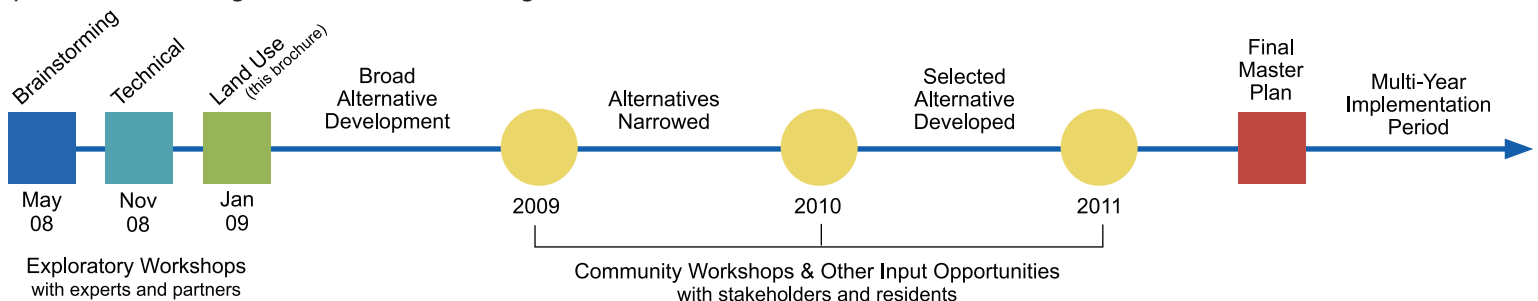 Brainstorming
Technical
Land Use
(this brochure)
Broad
Alternative
Development
Alternatives
Narrowed
Selected
Alternative
Developed
Final
Master
Plan
Multi-Year
Implementation
Period
May
08
Nov
08
Jan
09
2009
2010
2011
Exploratory Workshops
with experts and partners
Community Workshops & Other Input Opportunities
with stakeholders and residents